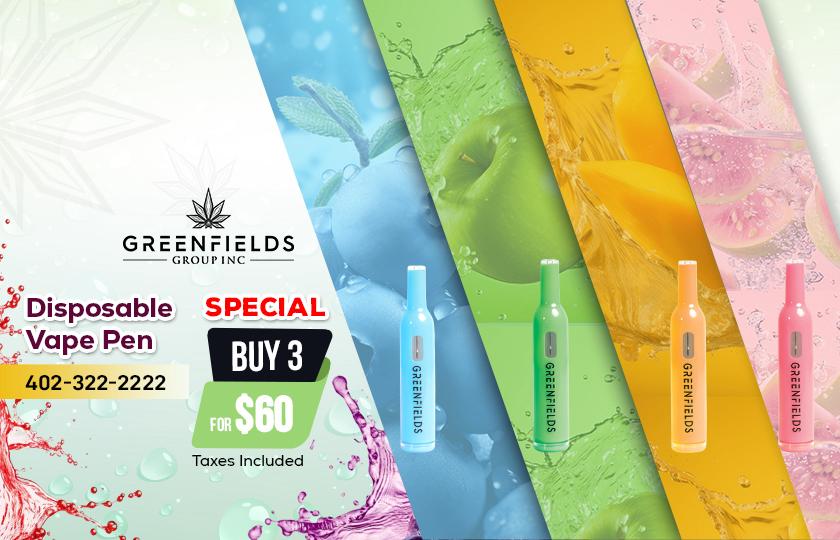 GREENFIELDS
GROUP INC
Disposable
Vape Pen
402-322-2222
SPECIAL
BUY 3
FOR $60
Taxes Included
GREENFIELDS
GREENFIELDS
GREENFIELDS
GREENFIELDS